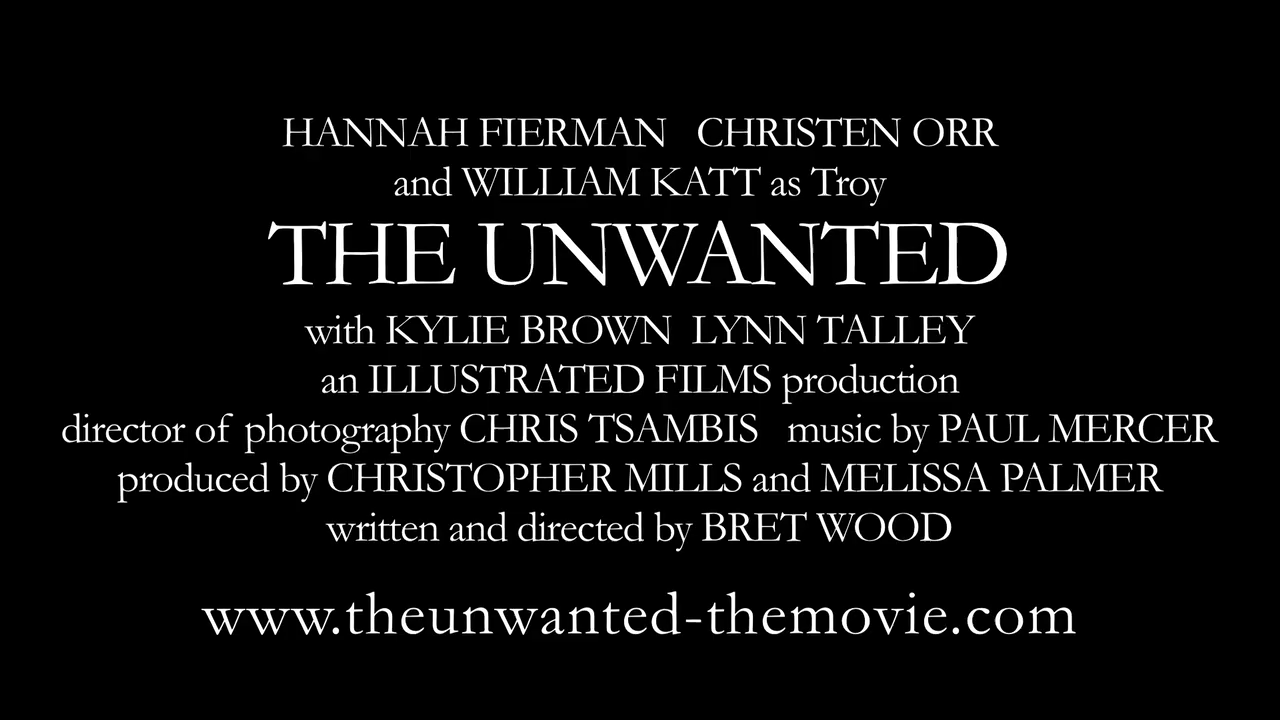 HANNAH FIERMAN CHRISTEN ORR
and WILLIAM KATT as Troy
THE UNWANTED
with KYLIE BROWN LYNN TALLEY
an ILLUSTRATED FILMS production
director of photography CHRIS TSAMBIS music by PAUL MERCER
produced by CHRISTOPHER MILLS and MELISSA PALMER
written and directed by BRET WOOD
www.theunwanted-themovie.com